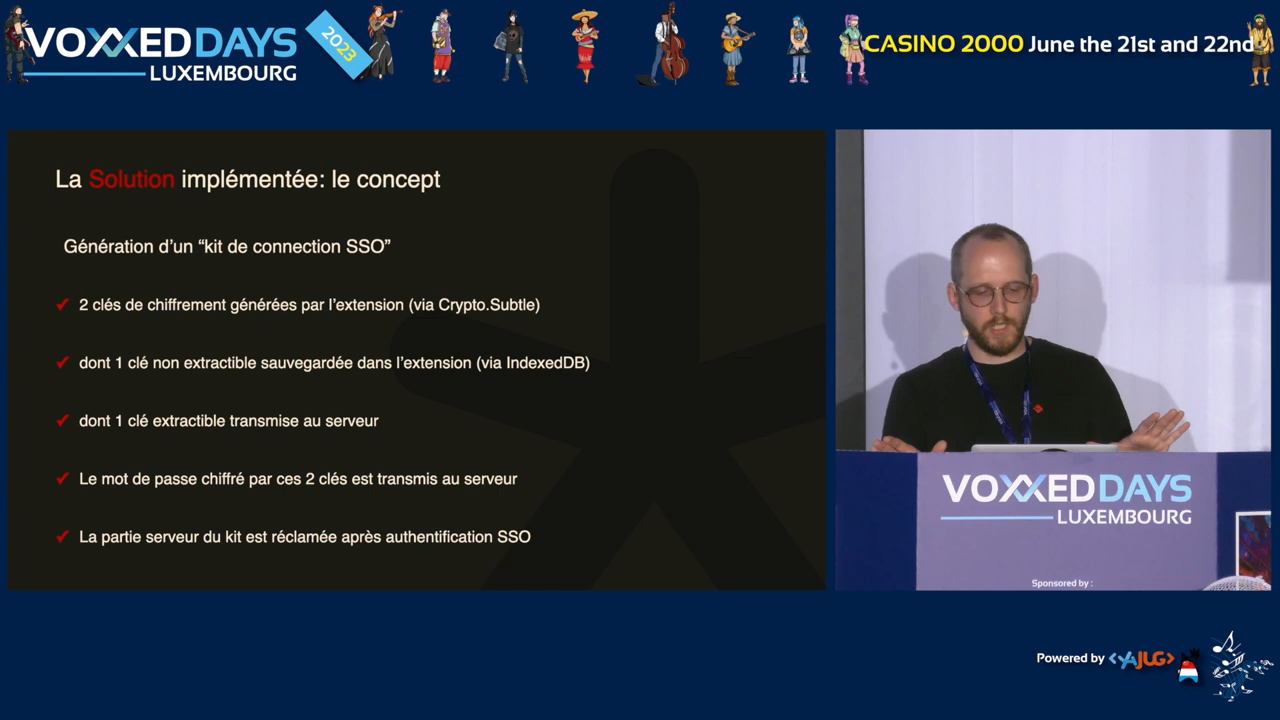 VOXXED DAYS
LUXEMBOURG
2023
CASINO 2000 June the 21st and 22nd
La Solution implémentée: le concept
Génération d'un “kit de connection SSO”
✔ 2 clés de chiffrement générées par l'extension (via Crypto.Subtle)
✔ dont 1 clé non extractible sauvegardée dans l'extension (via IndexedDB)
✔ dont 1 clé extractible transmise au serveur
✔ Le mot de passe chiffré par ces 2 clés est transmis au serveur
✔ La partie serveur du kit est réclamée après authentification SSO
VOXXED DAYS
LUXEMBOURG
Sponsored by :
Powered by <YAJUG>